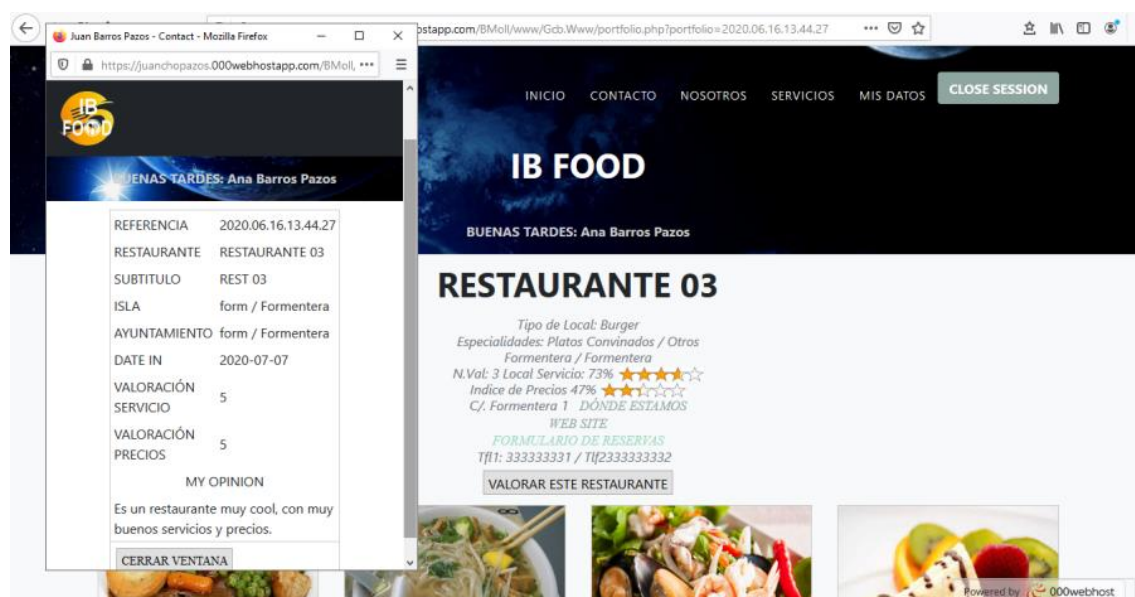 Juan Barros Pazos - Contact - Mozilla Firefox
https://juanchopazos.000webhostapp.com/BMoll,
IB
FOOD
BUENAS TARDES: Ana Barros Pazos
REFERENCIA 2020.06.16.13.44.27
RESTAURANTE RESTAURANTE 03
SUBTITULO REST 03
ISLA form / Formentera
AYUNTAMIENTO form / Formentera
DATE IN 2020-07-07
VALORACIÓN
SERVICIO 5
VALORACIÓN
PRECIOS 5
MY OPINION
Es un restaurante muy cool, con muy
buenos servicios y precios.
CERRAR VENTANA
ostapp.com/BMoll/www/Gcb.Www/portfolio.php?portfolio=2020.06.16.13.44.27
INICIO CONTACTO NOSOTROS SERVICIOS MIS DATOS CLOSE SESSION
IB FOOD
BUENAS TARDES: Ana Barros Pazos
RESTAURANTE 03
Tipo de Local: Burger
Especialidades: Platos Convinados / Otros
Formentera / Formentera
N.Val: 3 Local Servicio: 73%
Indice de Precios 47%
C/. Formentera 1 DÓNDE ESTAMOS
WEB SITE
FORMULARIO DE RESERVAS
Tfl1: 333333331 / Tlf2333333332
VALORAR ESTE RESTAURANTE
Powered by 000webhost